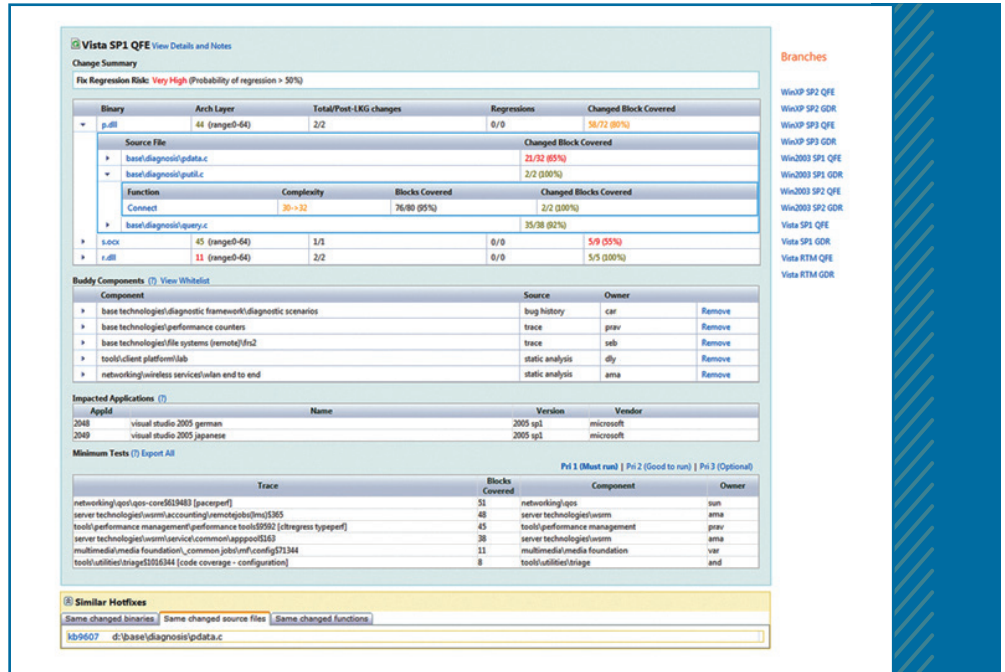 Vista SP1 QFE View Details and Notes
Change Summary
Fix Regression Risk: Very High (Probability of regression > 50%)
Binary Arch Layer Total/Post-LKG changes Regressions Changed Block Covered
p.dll 44 (range:0-64) 2/2 0/0 58/72 (80%)
Source File Changed Block Covered
base\diagnosis\pdata.c 21/32 (65%)
base\diagnosis\putil.c 2/2 (100%)
Function Complexity Blocks Covered Changed Blocks Covered
Connect 30->32 76/80 (95%) 2/2 (100%)
base\diagnosis\query.c 35/38 (92%)
s.ocx 45 (range:0-64) 1/1 0/0 5/9 (55%)
r.dll 11 (range:0-64) 2/2 0/0 5/5 (100%)
Buddy Components (?) View Whitelist
Component Source Owner
base technologies\diagnostic framework\diagnostic scenarios bug history car Remove
base technologies\performance counters trace prav Remove
base technologies\file systems (remote)\frs2 trace seb Remove
tools\client platform\lab static analysis dly Remove
networking\wireless services\wlan end to end static analysis ama Remove
Impacted Applications (?)
AppId Name Version Vendor
2048 visual studio 2005 german 2005 sp1 microsoft
2049 visual studio 2005 japanese 2005 sp1 microsoft
Minimum Tests (?) Export All
Pri 1 (Must run) | Pri 2 (Good to run) | Pri 3 (Optional)
Trace Blocks Covered Component Owner
networking\qos\qos-core$619483 [pacerperf] 51 networking\qos sun
server technologies\wsrm\accounting\remotejobs(lms)$365 48 server technologies\wsrm ama
tools\performance management\performance tools$9592 [cltregress typeperf] 45 tools\performance management prav
server technologies\wsrm\service\common\apppool$163 38 server technologies\wsrm ama
multimedia\media foundation\_common jobs\mf\config$71344 11 multimedia\media foundation var
tools\utilities\triage$1016344 [code coverage - configuration] 8 tools\utilities\triage and
Similar Hotfixes
Same changed binaries Same changed source files Same changed functions
kb9607 d:\base\diagnosis\pdata.c
Branches
WinXP SP2 QFE
WinXP SP2 GDR
WinXP SP3 QFE
WinXP SP3 GDR
Win2003 SP1 QFE
Win2003 SP1 GDR
Win2003 SP2 QFE
Win2003 SP2 GDR
Vista SP1 QFE
Vista SP1 GDR
Vista RTM QFE
Vista RTM GDR